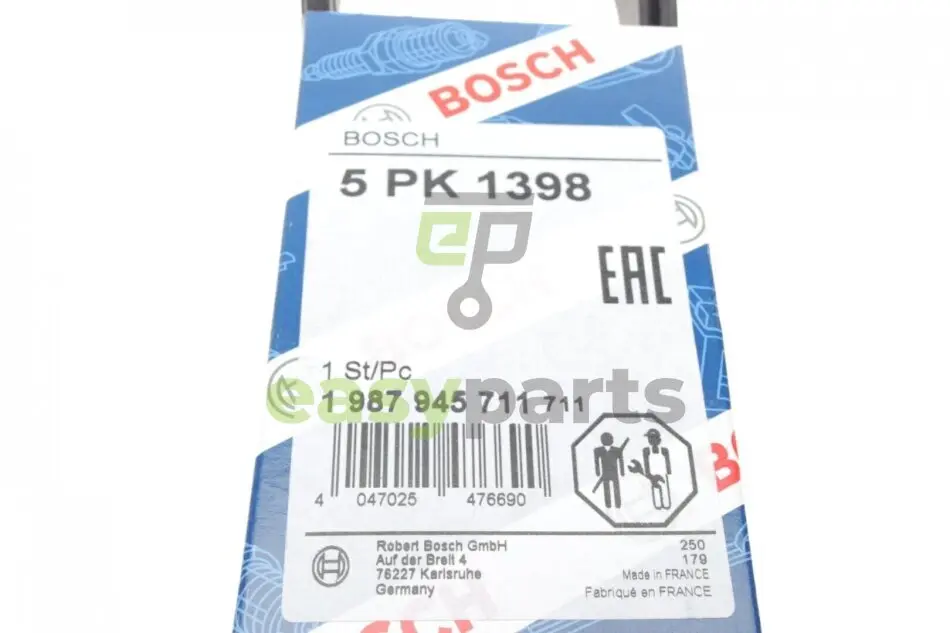 BOSCH
BOSCH
5 PK 1398
ep
EAC
1 St/Pc
easyparts
1 987 945 711 711
4 047025 476690
Robert Bosch GmbH
Auf der Breit 4
76227 Karlsruhe
Germany
250
179
Made in FRANCE
Fabriqué en FRANCE